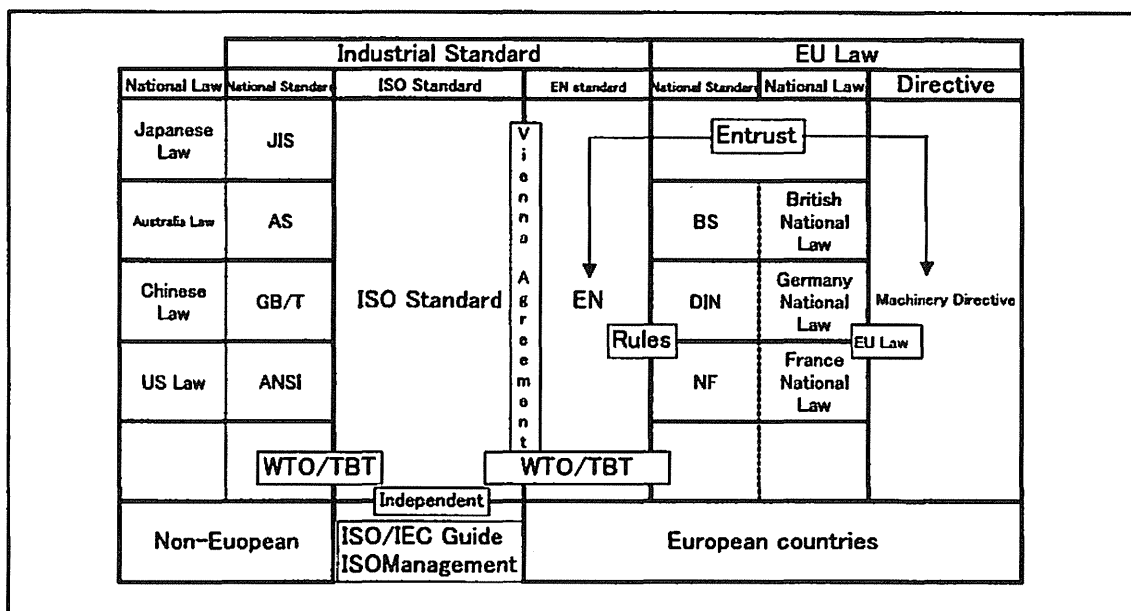 Industrial Standard
EU Law
National Law
National Standard
ISO Standard
EN standard
National Standard
National Law
Directive
Japanese
Law
JIS
Entrust
Australia Law
AS
BS
British
National
Law
Chinese
Law
GB/T
ISO Standard
Vienna Agreement
EN
DIN
Germany
National
Law
Machinery Directive
Rules
EU Law
US Law
ANSI
NF
France
National
Law
WTO/TBT
WTO/TBT
Independent
Non-Euopean
ISO/IEC Guide
ISOManagement
European countries